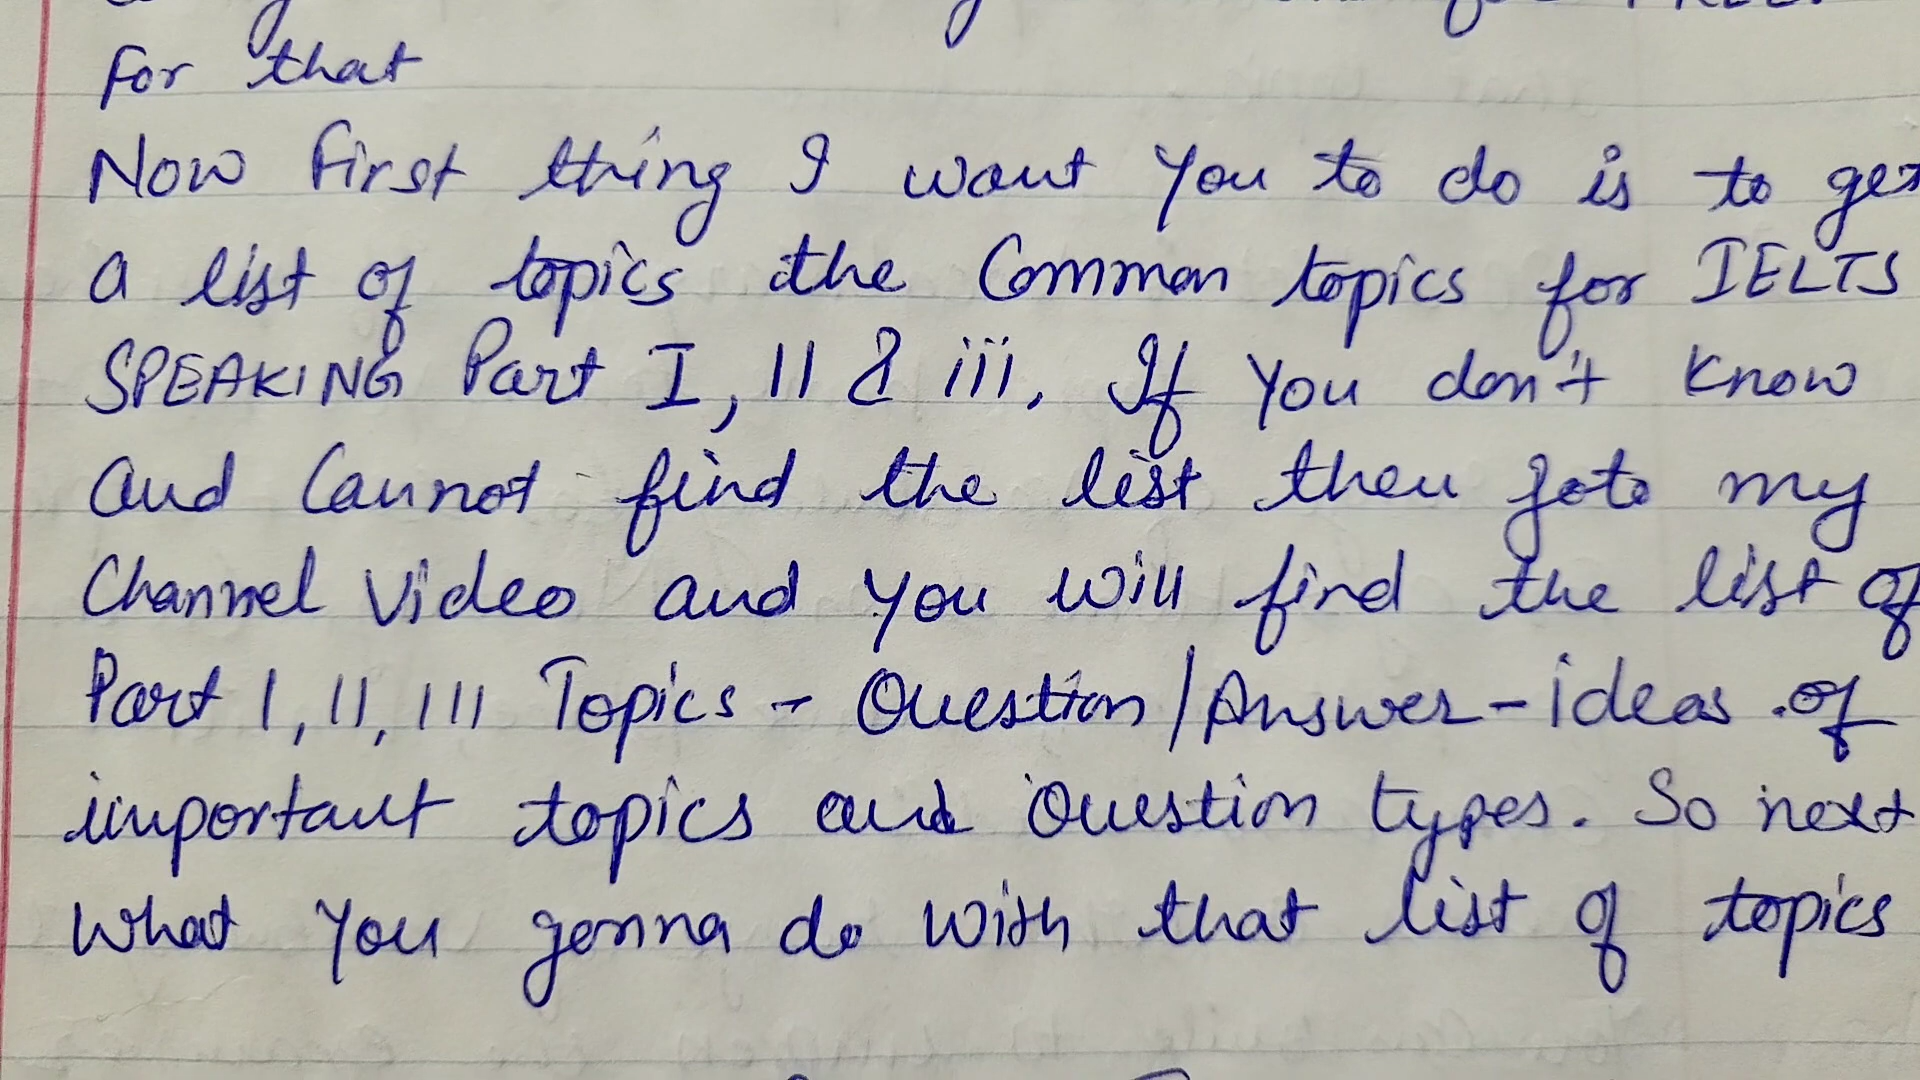 FREE.
for that
Now first thing I want you to do is to get
a list of topics the Common topics for IELTS
SPEAKING Part I, II & iii. If you don't know
and Cannot find the list then goto my
Channel Video and you will find the list of
Part I, II, III Topics - Question/Answer-ideas of
important topics and Question types. So next
what you gonna do with that list of topics